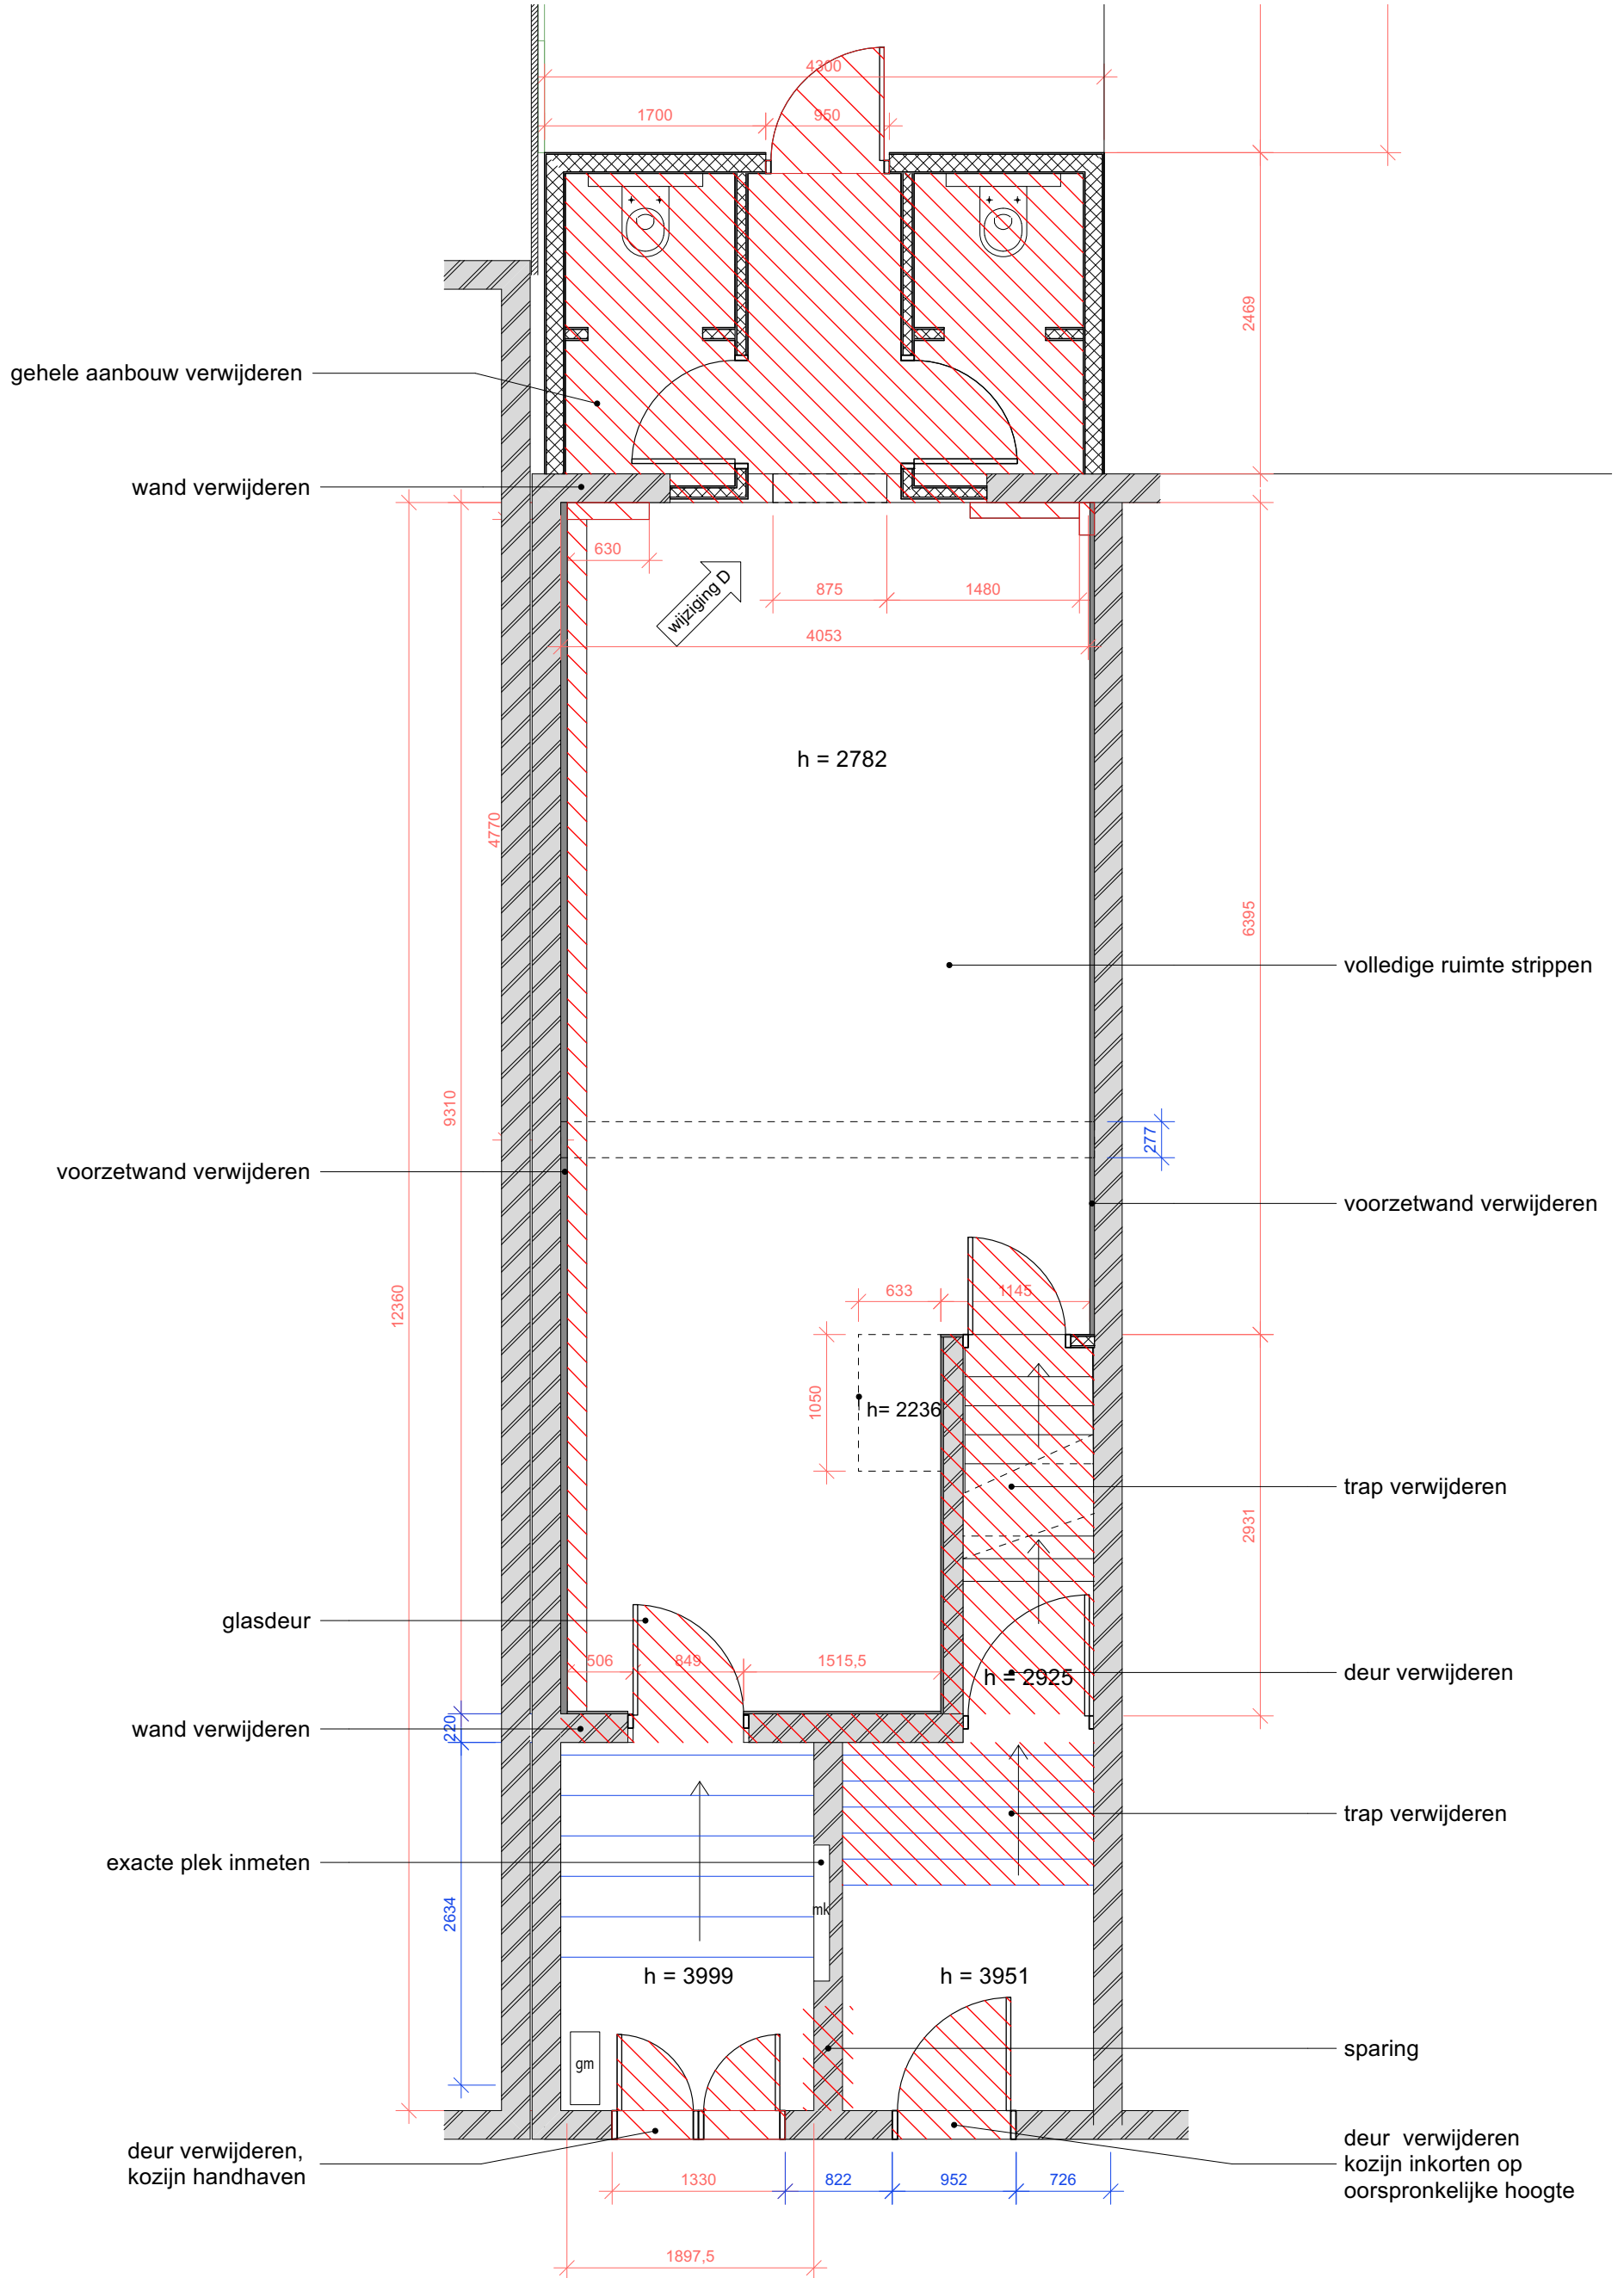 4300
1700
950
2469
gehele aanbouw verwijderen
wand verwijderen
630
wijziging D
875
1480
4053
h = 2782
4770
6395
volledige ruimte strippen
9310
277
voorzetwand verwijderen
voorzetwand verwijderen
12360
633
1145
1050
h= 2236
trap verwijderen
2931
glasdeur
506
849
1515,5
h = 2925
deur verwijderen
220
wand verwijderen
trap verwijderen
exacte plek inmeten
mk
2634
h = 3999
h = 3951
sparing
gm
deur verwijderen,
kozijn handhaven
deur  verwijderen
kozijn inkorten op
oorspronkelijke hoogte
1330
822
952
726
1897,5